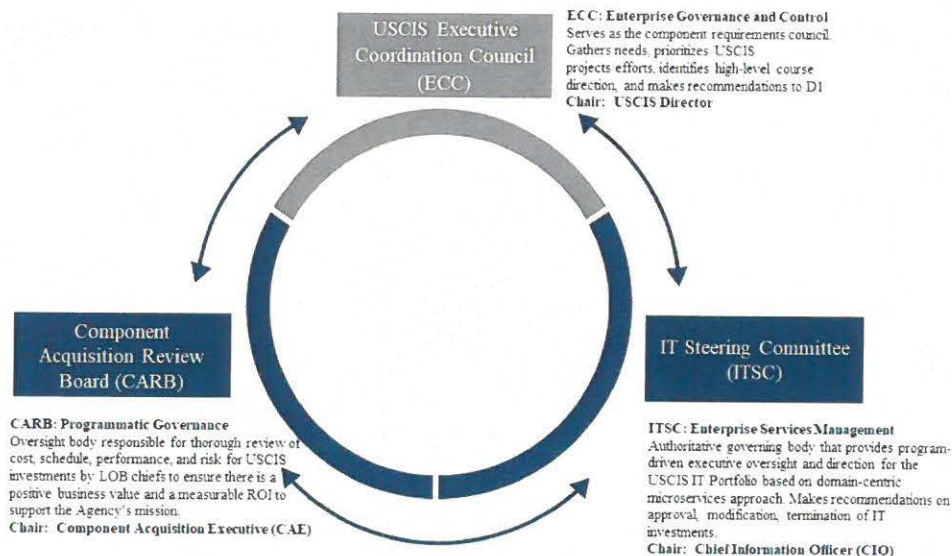 USCIS Executive
Coordination Council
(ECC)
ECC: Enterprise Governance and Control
Serves as the component requirements council.
Gathers needs, prioritizes USCIS
projects efforts, identifies high-level course
direction, and makes recommendations to D1
Chair: USCIS Director
Component
Acquisition Review
Board (CARB)
CARB: Programmatic Governance
Oversight body responsible for thorough review of
cost, schedule, performance, and risk for USCIS
investments by LOB chiefs to ensure there is a
positive business value and a measurable ROI to
support the Agency's mission.
Chair: Component Acquisition Executive (CAE)
IT Steering Committee
(ITSC)
ITSC: Enterprise Services Management
Authoritative governing body that provides program-
driven executive oversight and direction for the
USCIS IT Portfolio based on domain-centric
microservices approach. Makes recommendations on
approval, modification, termination of IT
investments.
Chair: Chief Information Officer (CIO)